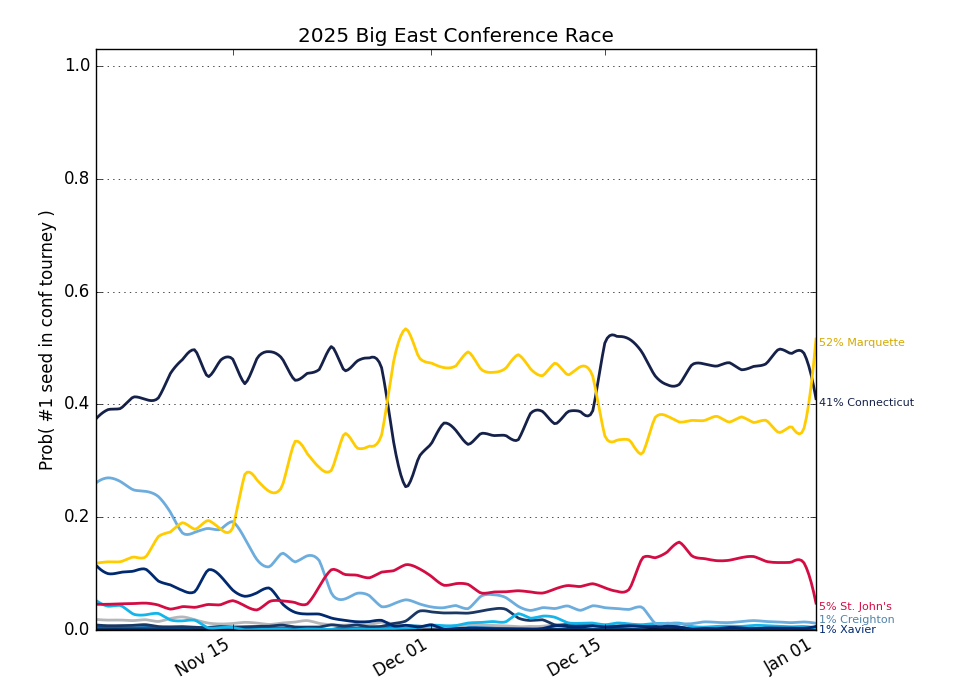 2025 Big East Conference Race
Prob( #1 seed in conf tourney )
1.0
0.8
0.6
0.4
0.2
0.0
Nov 15
Dec 01
Dec 15
Jan 01
52% Marquette
41% Connecticut
5% St. John's
1% Creighton
1% Xavier